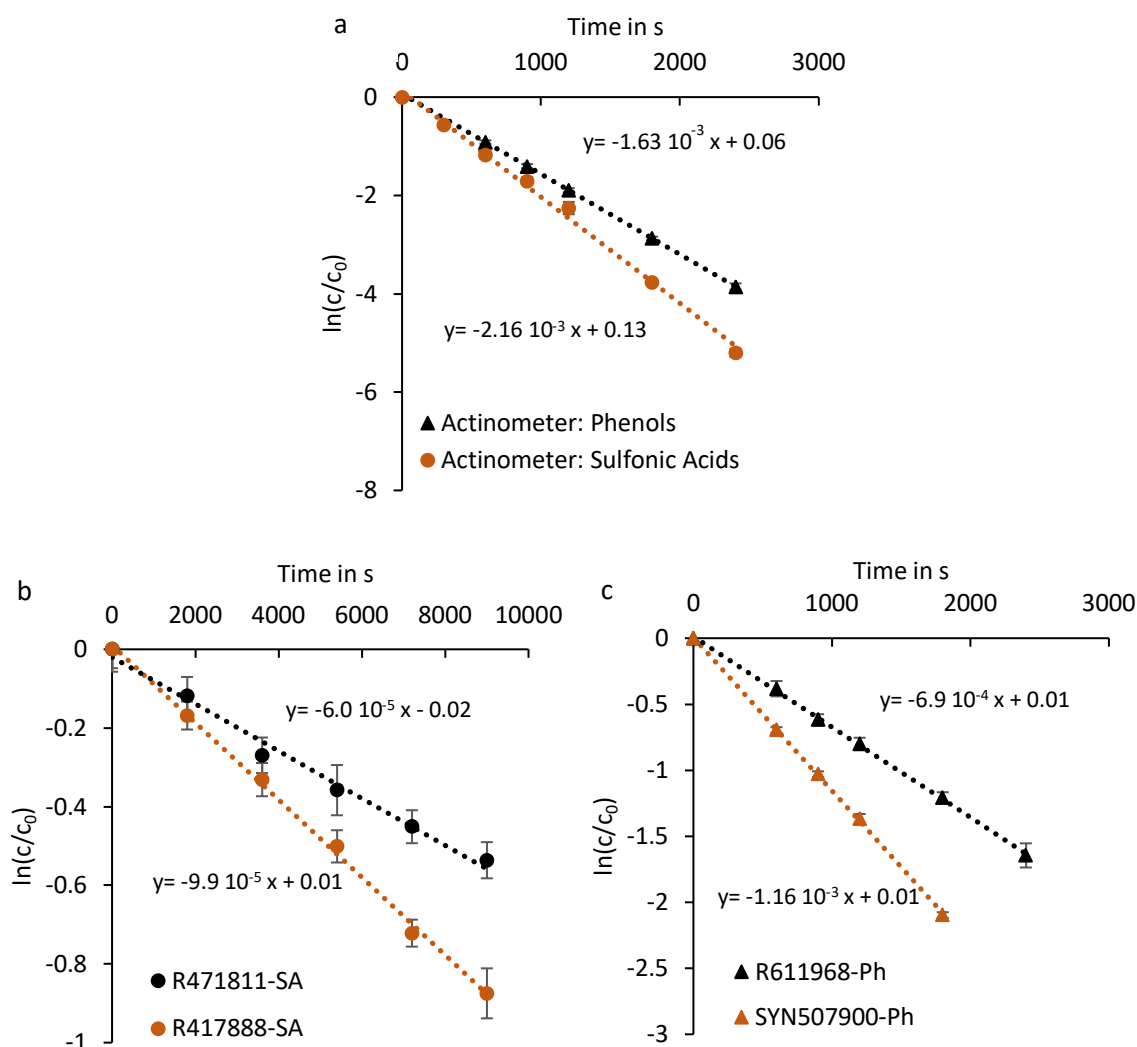 a
Time in s
0 1000 2000 3000
0
-2
-4
-6
-8
ln(c/c₀)
y= -1.63 10⁻³ x + 0.06
y= -2.16 10⁻³ x + 0.13
Actinometer: Phenols
Actinometer: Sulfonic Acids
b
Time in s
0 2000 4000 6000 8000 10000
0
-0.2
-0.4
-0.6
-0.8
-1
ln(c/c₀)
y= -6.0 10⁻⁵ x - 0.02
y= -9.9 10⁻⁵ x + 0.01
R471811-SA
R417888-SA
c
Time in s
0 1000 2000 3000
0
-0.5
-1
-1.5
-2
-2.5
-3
ln(c/c₀)
y= -6.9 10⁻⁴ x + 0.01
y= -1.16 10⁻³ x + 0.01
R611968-Ph
SYN507900-Ph